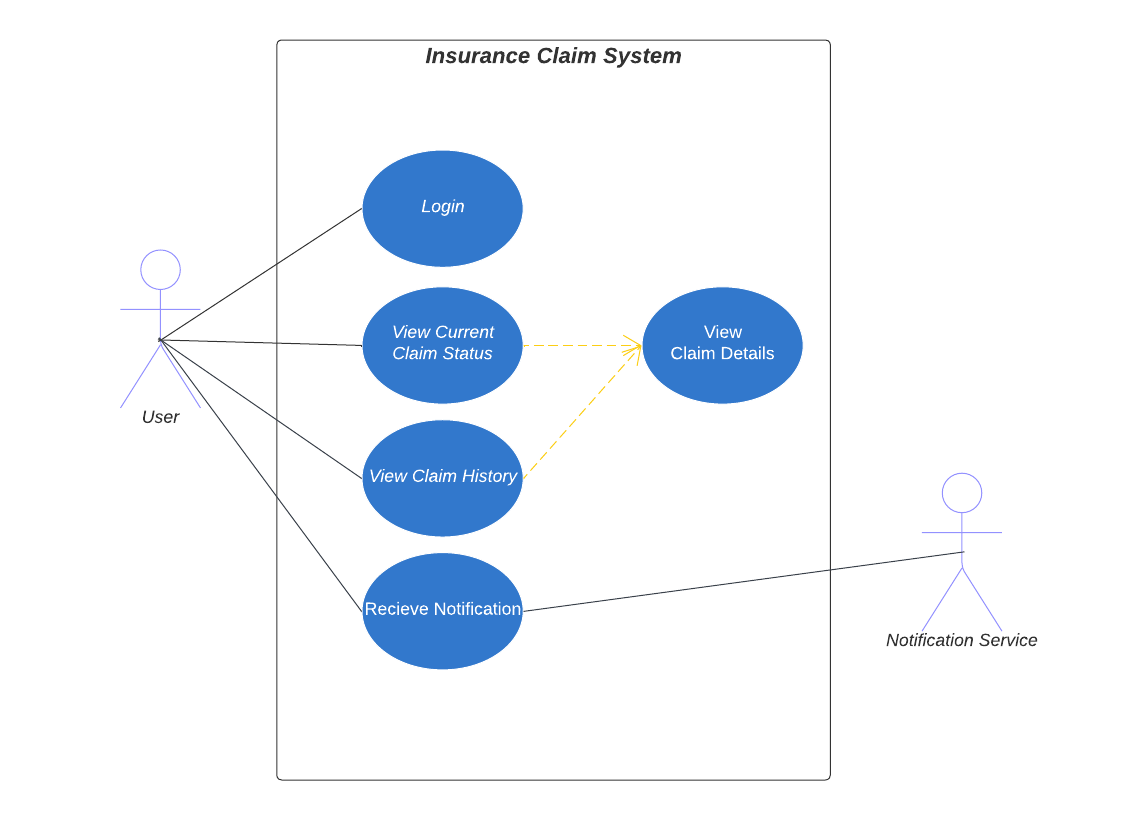 Insurance Claim System
Login
View Current
Claim Status
View
Claim Details
User
View Claim History
Recieve Notification
Notification Service